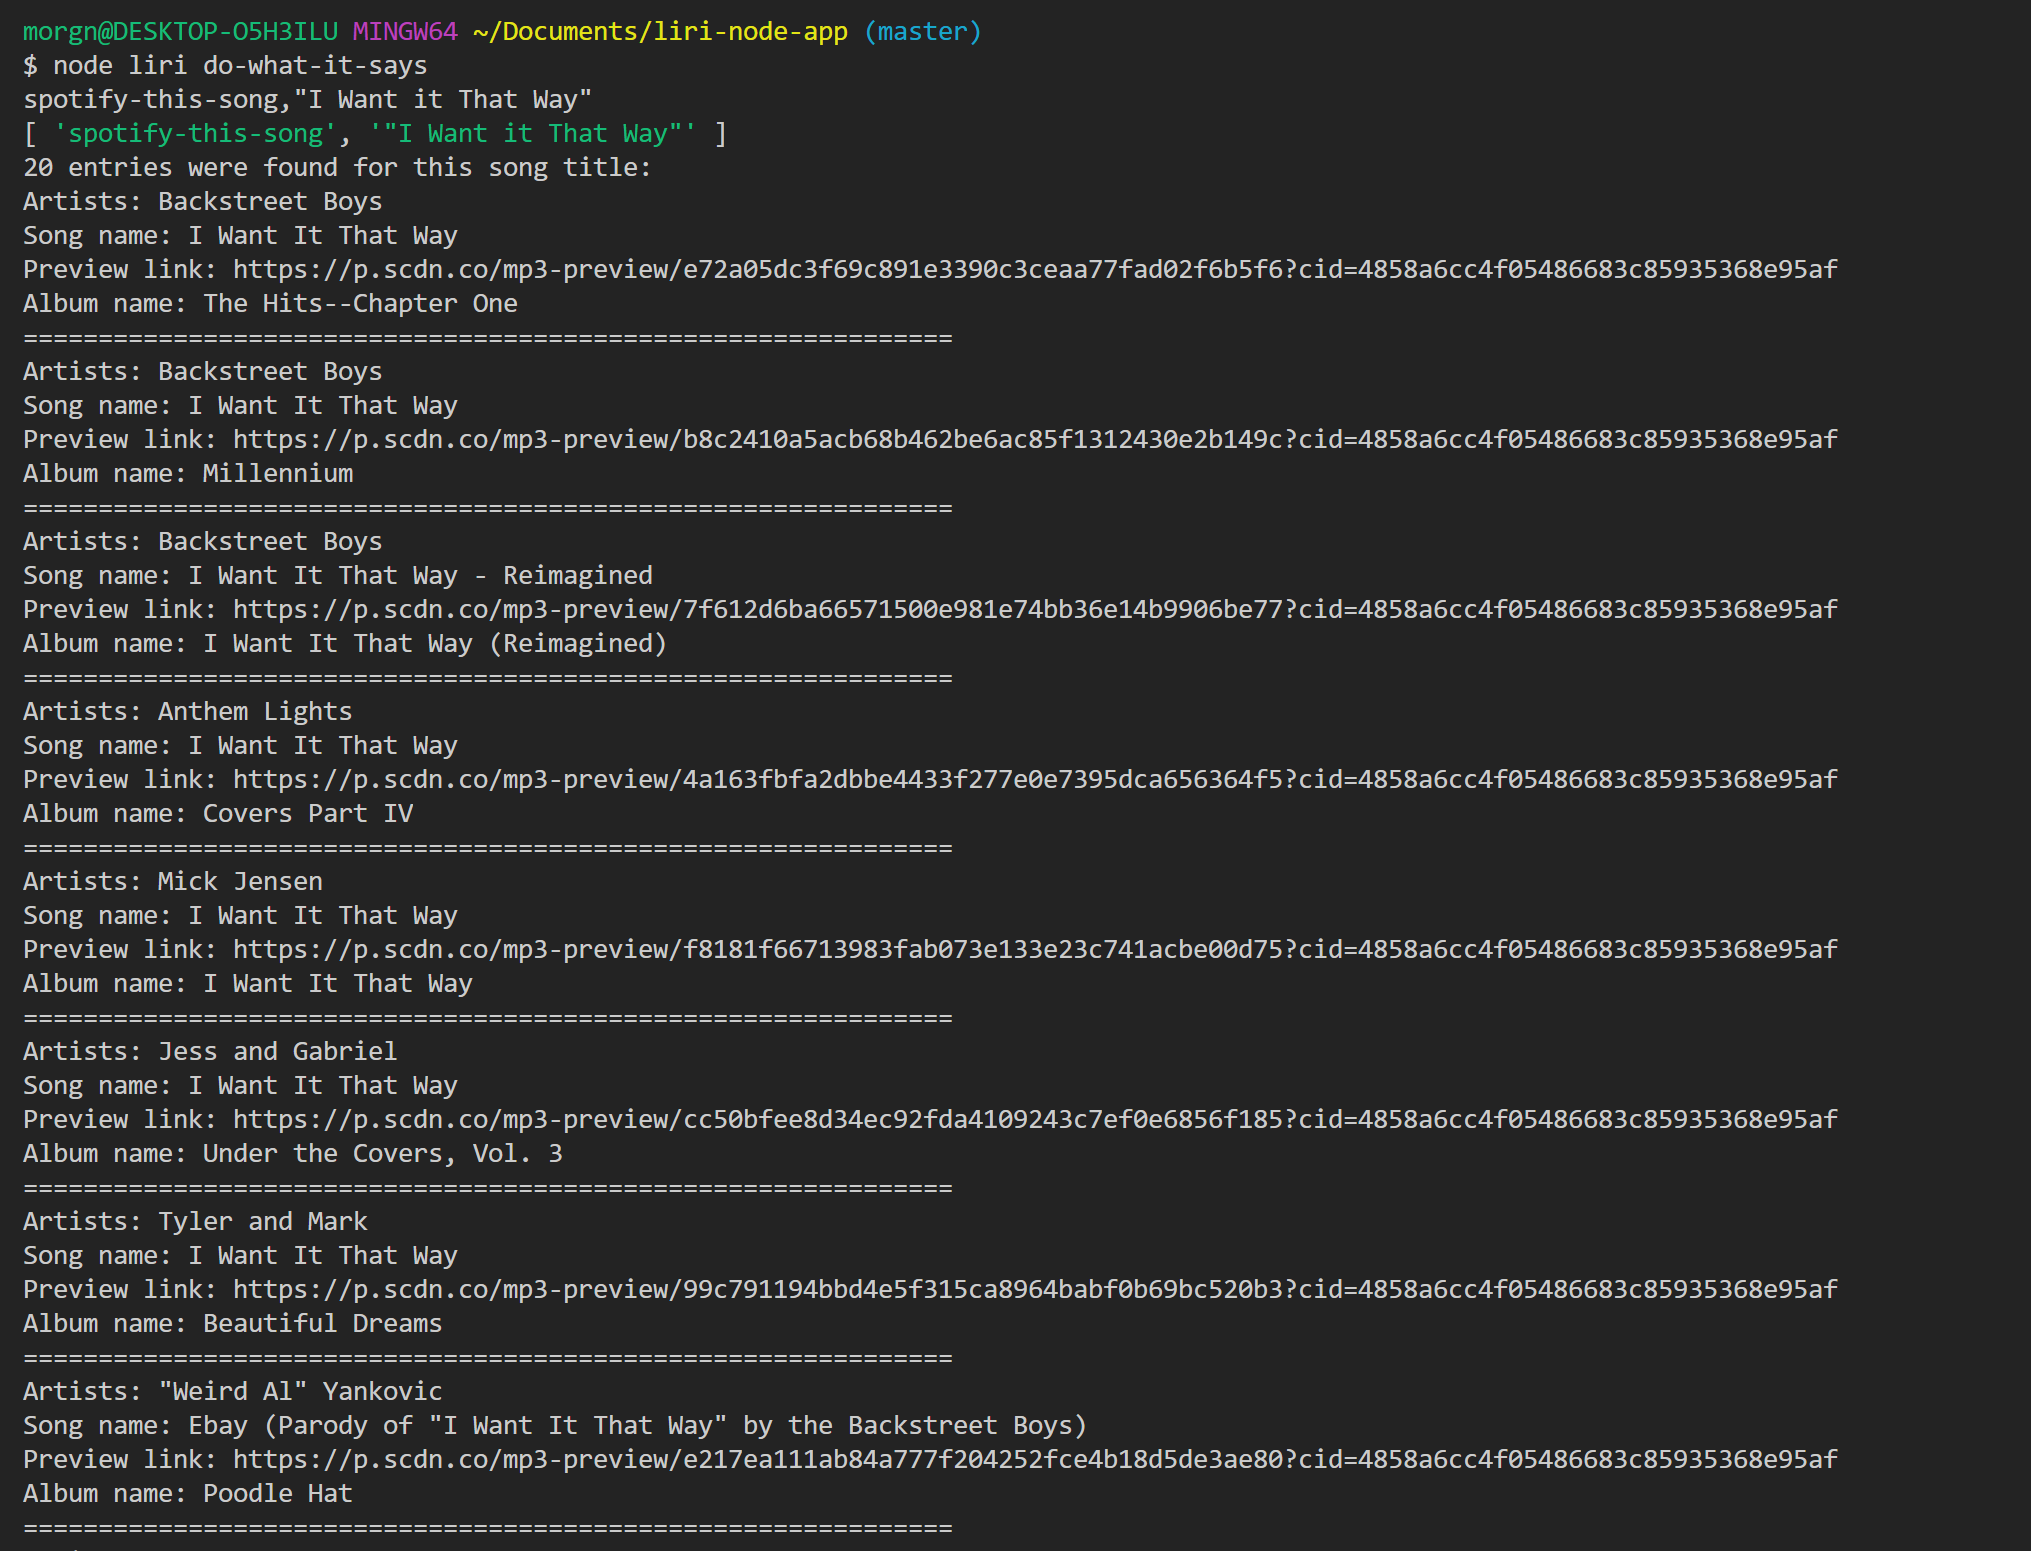 morgn@DESKTOP-O5H3ILU MINGW64 ~/Documents/liri-node-app (master)
$ node liri do-what-it-says
spotify-this-song,"I Want it That Way"
[ 'spotify-this-song', '"I Want it That Way"' ]
20 entries were found for this song title:
Artists: Backstreet Boys
Song name: I Want It That Way
Preview link: https://p.scdn.co/mp3-preview/e72a05dc3f69c891e3390c3ceaa77fad02f6b5f6?cid=4858a6cc4f05486683c85935368e95af
Album name: The Hits--Chapter One
==============================================================
Artists: Backstreet Boys
Song name: I Want It That Way
Preview link: https://p.scdn.co/mp3-preview/b8c2410a5acb68b462be6ac85f1312430e2b149c?cid=4858a6cc4f05486683c85935368e95af
Album name: Millennium
==============================================================
Artists: Backstreet Boys
Song name: I Want It That Way - Reimagined
Preview link: https://p.scdn.co/mp3-preview/7f612d6ba66571500e981e74bb36e14b9906be77?cid=4858a6cc4f05486683c85935368e95af
Album name: I Want It That Way (Reimagined)
==============================================================
Artists: Anthem Lights
Song name: I Want It That Way
Preview link: https://p.scdn.co/mp3-preview/4a163fbfa2dbbe4433f277e0e7395dca656364f5?cid=4858a6cc4f05486683c85935368e95af
Album name: Covers Part IV
==============================================================
Artists: Mick Jensen
Song name: I Want It That Way
Preview link: https://p.scdn.co/mp3-preview/f8181f66713983fab073e133e23c741acbe00d75?cid=4858a6cc4f05486683c85935368e95af
Album name: I Want It That Way
==============================================================
Artists: Jess and Gabriel
Song name: I Want It That Way
Preview link: https://p.scdn.co/mp3-preview/cc50bfee8d34ec92fda4109243c7ef0e6856f185?cid=4858a6cc4f05486683c85935368e95af
Album name: Under the Covers, Vol. 3
==============================================================
Artists: Tyler and Mark
Song name: I Want It That Way
Preview link: https://p.scdn.co/mp3-preview/99c791194bbd4e5f315ca8964babf0b69bc520b3?cid=4858a6cc4f05486683c85935368e95af
Album name: Beautiful Dreams
==============================================================
Artists: "Weird Al" Yankovic
Song name: Ebay (Parody of "I Want It That Way" by the Backstreet Boys)
Preview link: https://p.scdn.co/mp3-preview/e217ea111ab84a777f204252fce4b18d5de3ae80?cid=4858a6cc4f05486683c85935368e95af
Album name: Poodle Hat
==============================================================